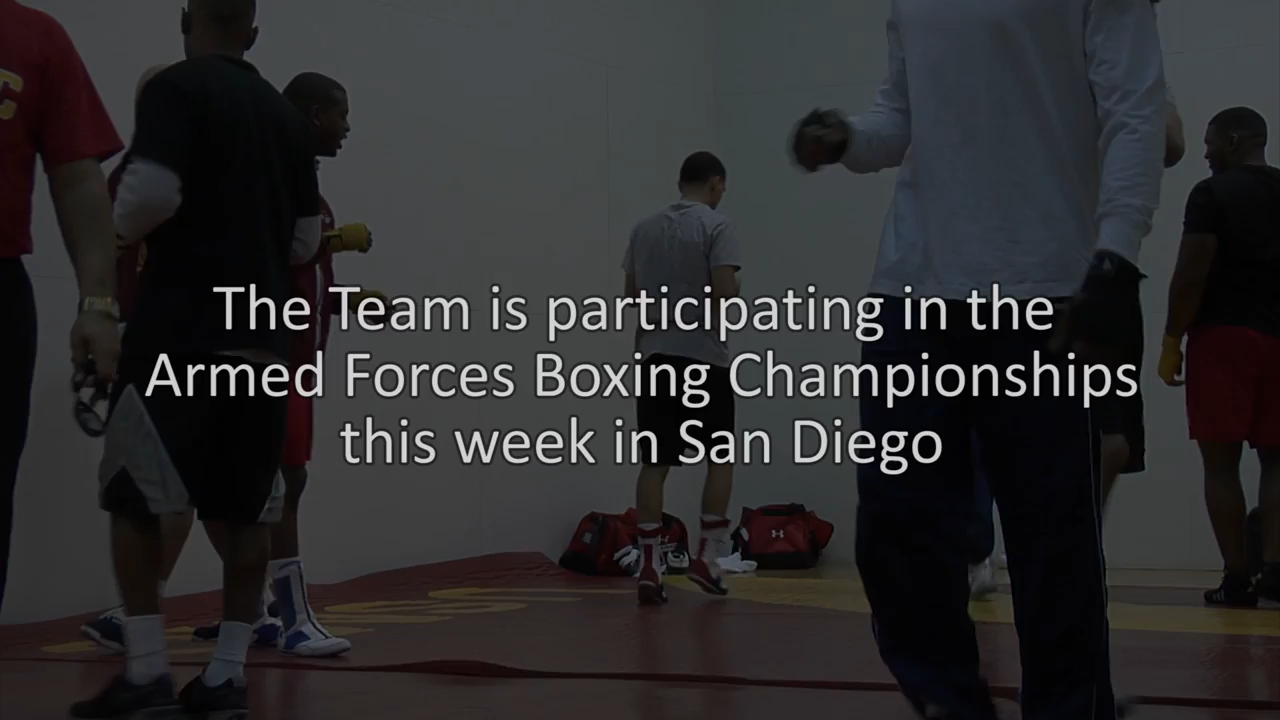 The Team is participating in the
Armed Forces Boxing Championships
this week in San Diego